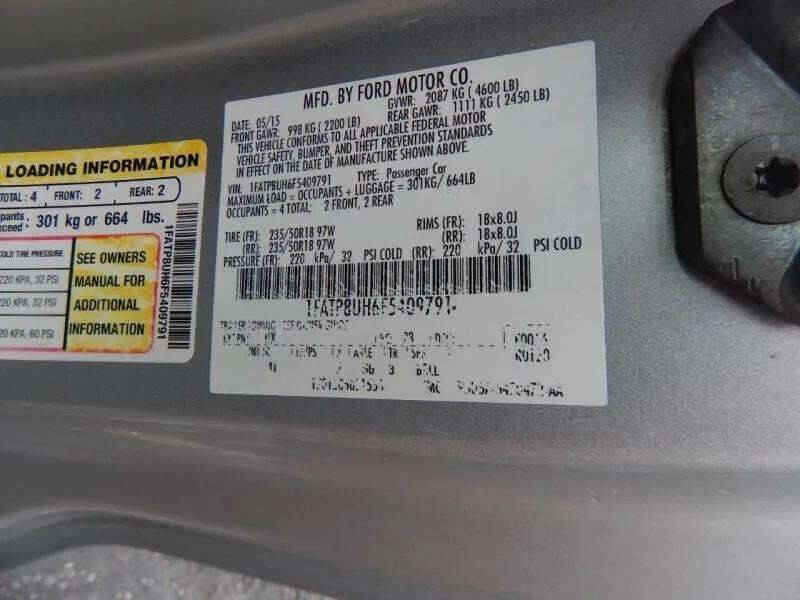 LOADING INFORMATION
TOTAL: 4 FRONT: 2 REAR: 2
301 kg or 664 lbs.
COLD TIRE PRESSURE
220 KPA, 32 PSI
220 KPA, 32 PSI
420 KPA, 60 PSI
SEE OWNERS
MANUAL FOR
ADDITIONAL
INFORMATION
1FATP8UH6F5409791
MFD. BY FORD MOTOR CO.
DATE: 05/15 GVWR: 2087 KG (4600 LB)
FRONT GAWR: 998 KG (2200 LB) REAR GAWR: 1111 KG (2450 LB)
THIS VEHICLE CONFORMS TO ALL APPLICABLE FEDERAL MOTOR
VEHICLE SAFETY, BUMPER, AND THEFT PREVENTION STANDARDS
IN EFFECT ON THE DATE OF MANUFACTURE SHOWN ABOVE.
VIN: 1FATP8UH6F5409791 TYPE: Passenger Car
MAXIMUM LOAD = OCCUPANTS + LUGGAGE = 301KG/ 664LB
OCCUPANTS = 4 TOTAL; 2 FRONT, 2 REAR
TIRE (FR): 235/50R18 97W RIMS (FR): 18x8.0J
(RR): 235/50R18 97W (RR): 18x8.0J
PRESSURE (FR): 220 kPa/ 32 PSI COLD (RR): 220 kPa/ 32 PSI COLD
1FATP8UH6F5409791